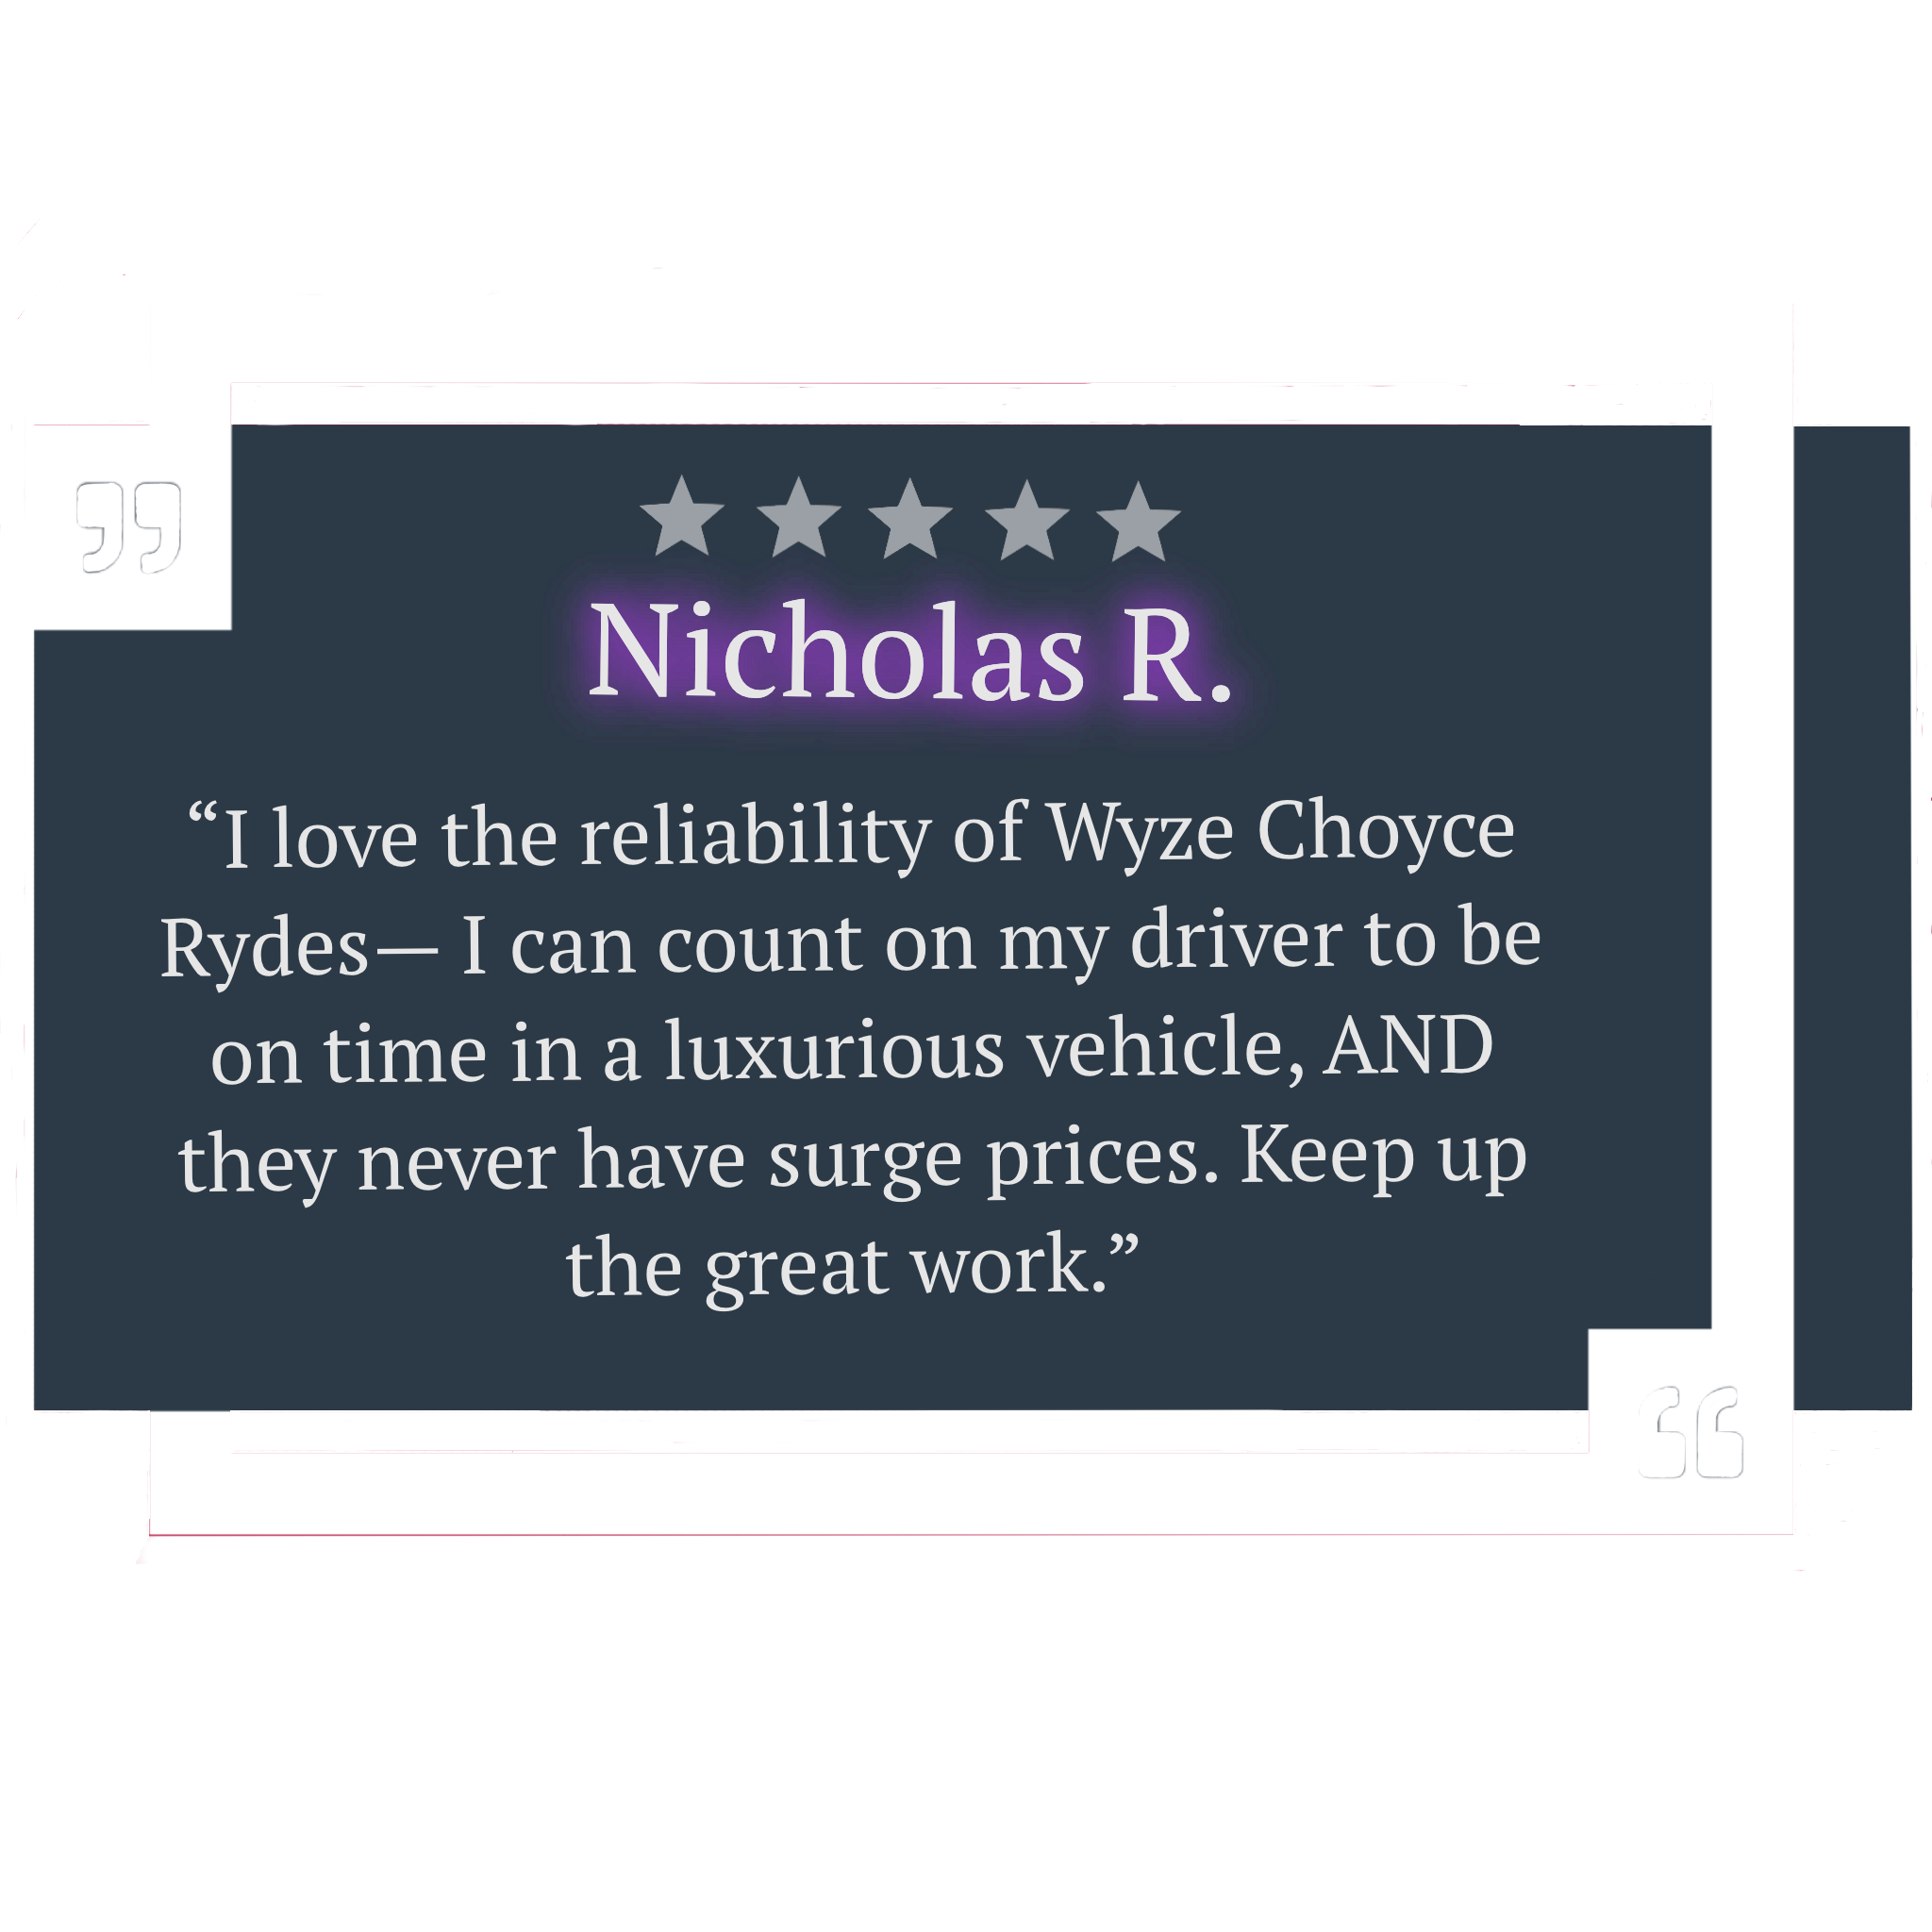 Nicholas R.
“I love the reliability of Wyze Choyce
Rydes— I can count on my driver to be
on time in a luxurious vehicle, AND
they never have surge prices. Keep up
the great work.”